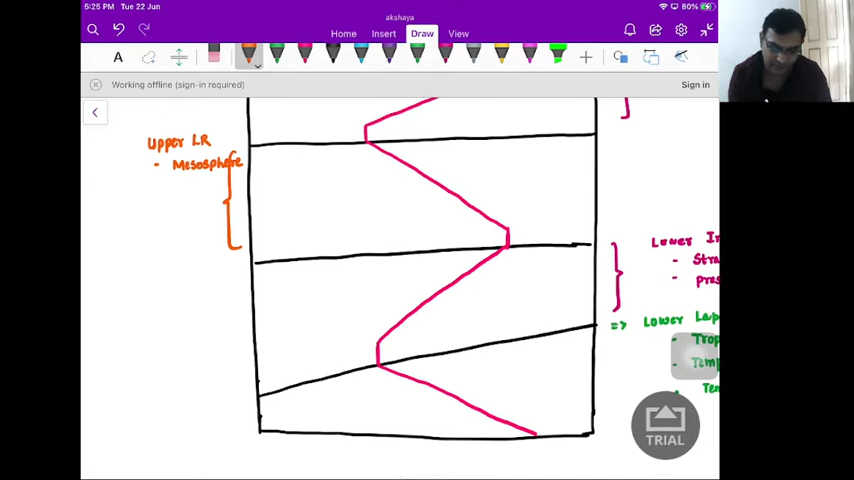 5:25 PM Tue 22 Jun
80%
akshaya
Home Insert Draw View
A
Working offline (sign-in required)
Sign in
Upper LR
- Mesosphere
Lower
-
-
=> Lower
-
-
TRIAL